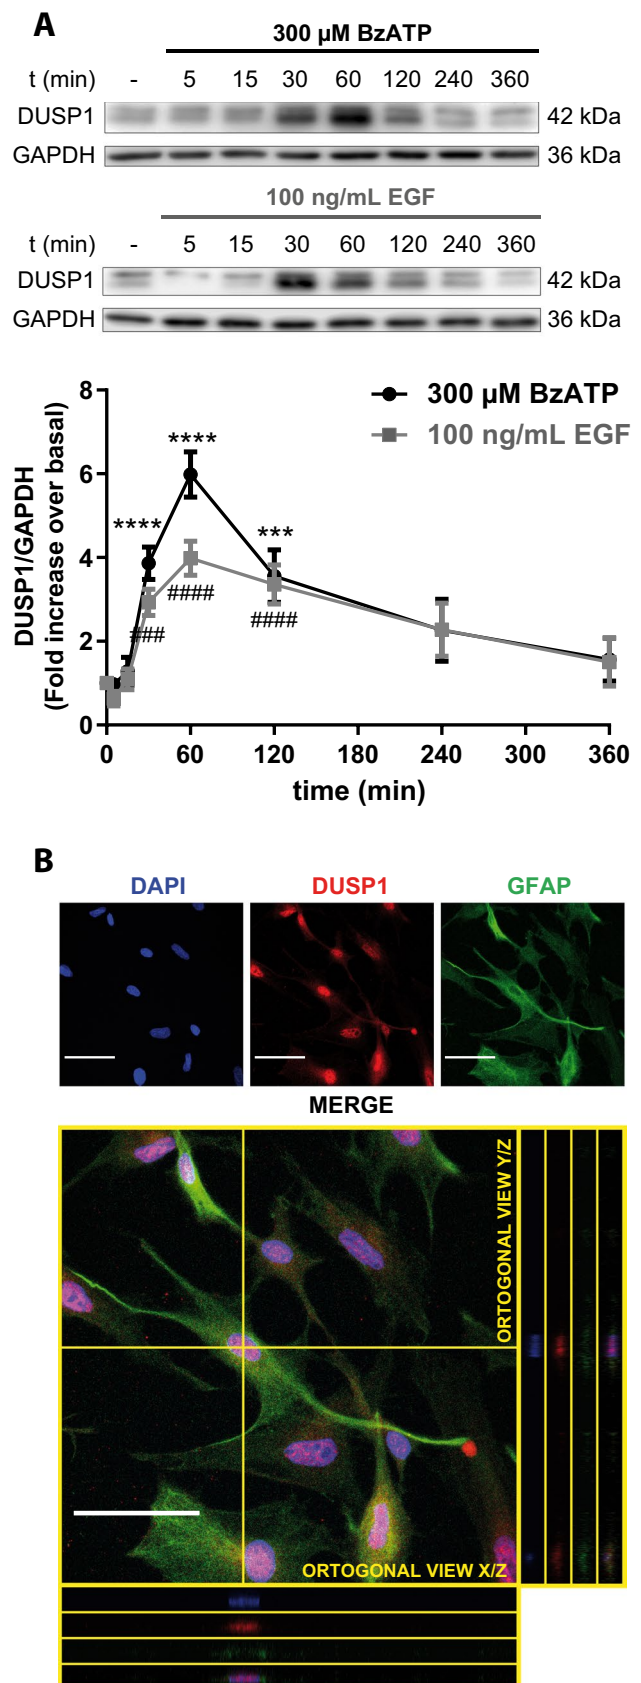 A
300 µM BzATP
t (min) - 5 15 30 60 120 240 360
DUSP1 42 kDa
GAPDH 36 kDa
100 ng/mL EGF
t (min) - 5 15 30 60 120 240 360
DUSP1 42 kDa
GAPDH 36 kDa
8
6
4
2
0
DUSP1/GAPDH
(Fold increase over basal)
300 µM BzATP
100 ng/mL EGF
****
****
***
###
####
####
0 60 120 180 240 300 360
time (min)
B
DAPI DUSP1 GFAP
MERGE
ORTOGONAL VIEW Y/Z
ORTOGONAL VIEW X/Z